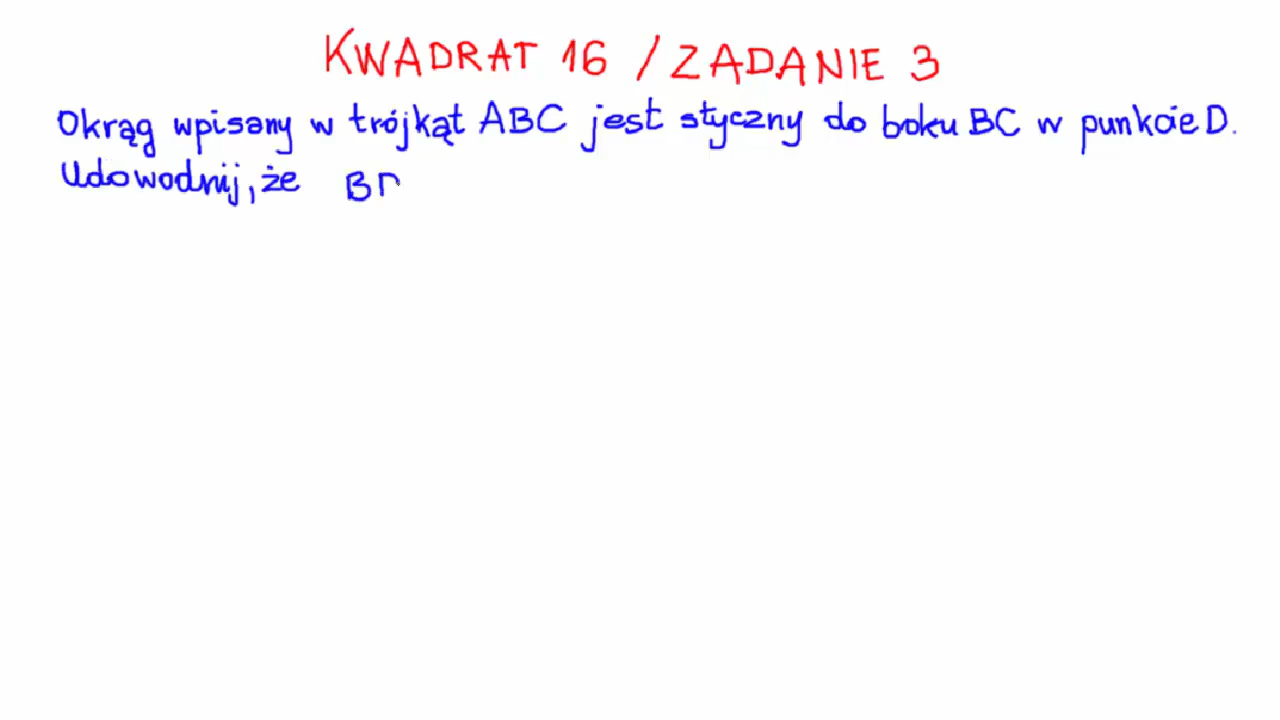 KWADRAT 16 / ZADANIE 3
Okrąg wpisany w trójkąt ABC jest styczny do boku BC w punkcie D.
Udowodnij, że B